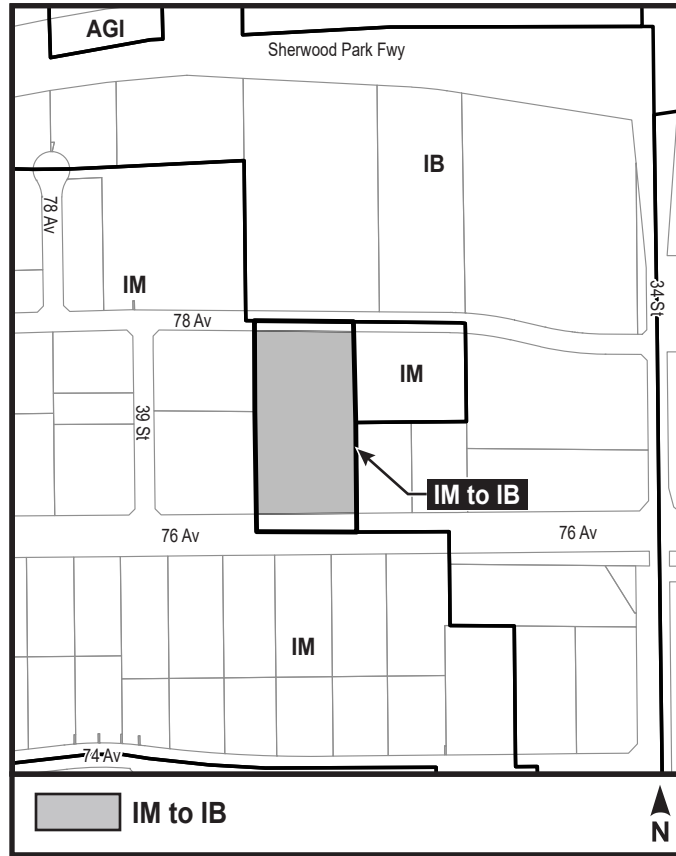 AGI
Sherwood Park Fwy
IB
78 Av
IM
34 St
78 Av
IM
39 St
IM to IB
76 Av
76 Av
IM
74 Av
IM to IB
N